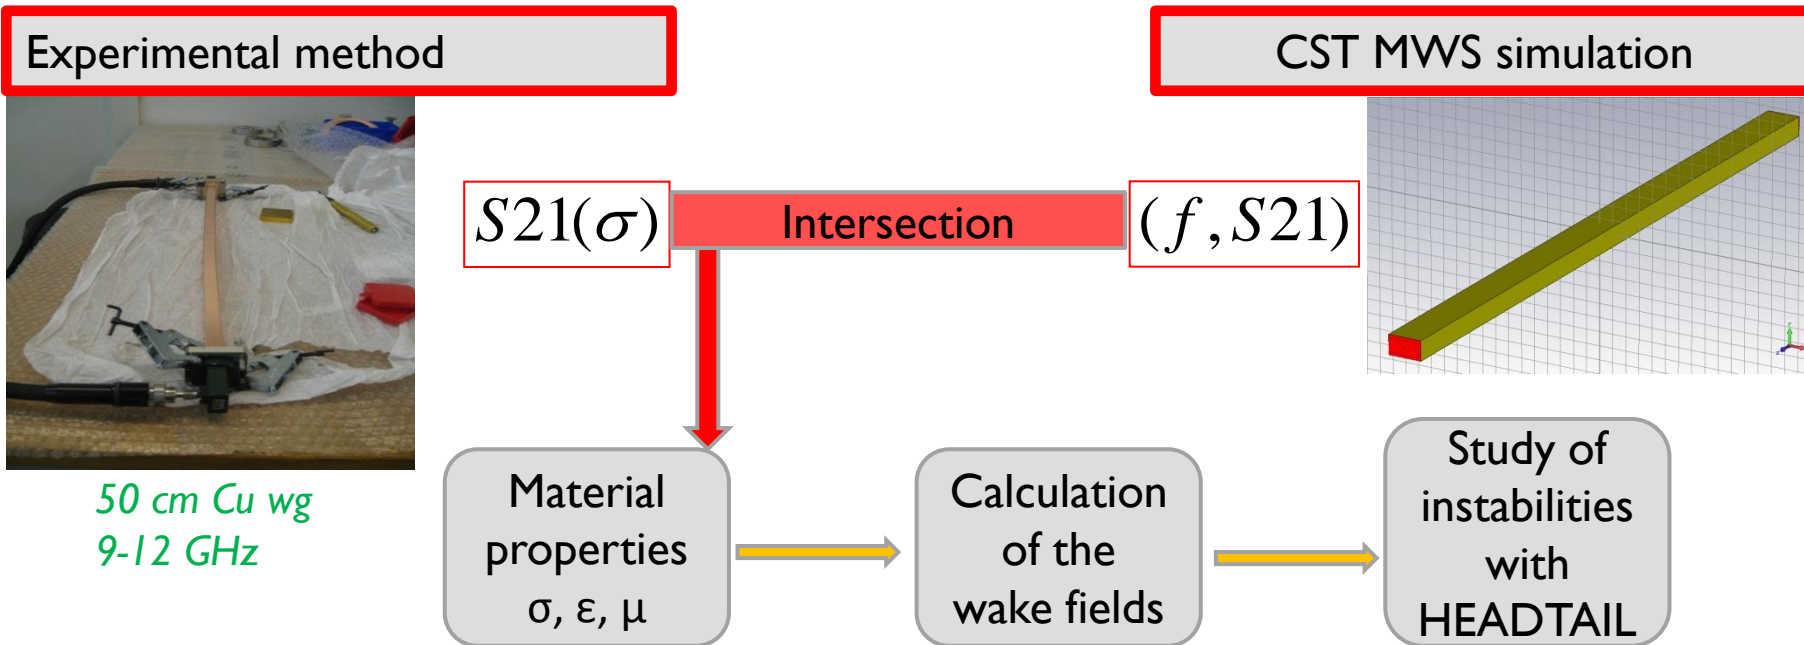 Experimental method
CST MWS simulation
S21(σ)
Intersection
(f,S21)
50 cm Cu wg
9-12 GHz
Material
properties
σ, ε, μ
Calculation
of the
wake fields
Study of
instabilities
with
HEADTAIL